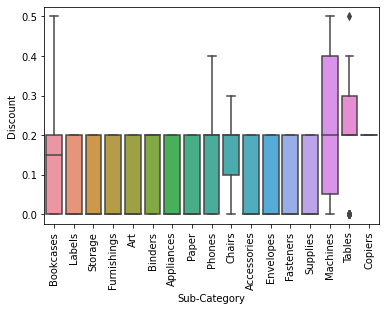 0.5
0.4
0.3
0.2
0.1
0.0
Discount
Bookcases
Labels
Storage
Furnishings
Art
Binders
Appliances
Paper
Phones
Chairs
Accessories
Envelopes
Fasteners
Supplies
Machines
Tables
Copiers
Sub-Category